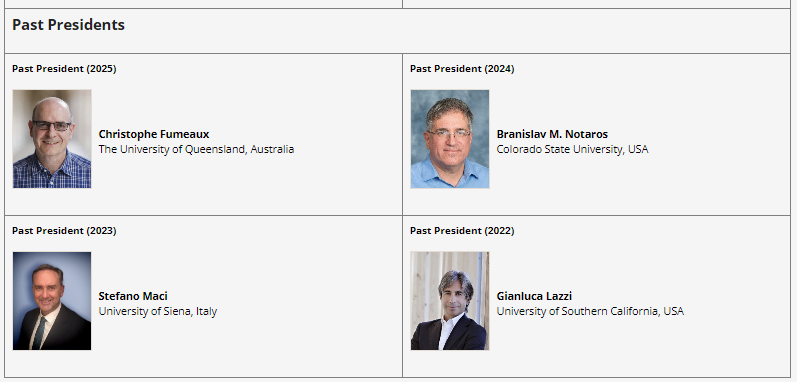 Past Presidents
Past President (2025)
Christophe Fumeaux
The University of Queensland, Australia
Past President (2024)
Branislav M. Notaros
Colorado State University, USA
Past President (2023)
Stefano Maci
University of Siena, Italy
Past President (2022)
Gianluca Lazzi
University of Southern California, USA